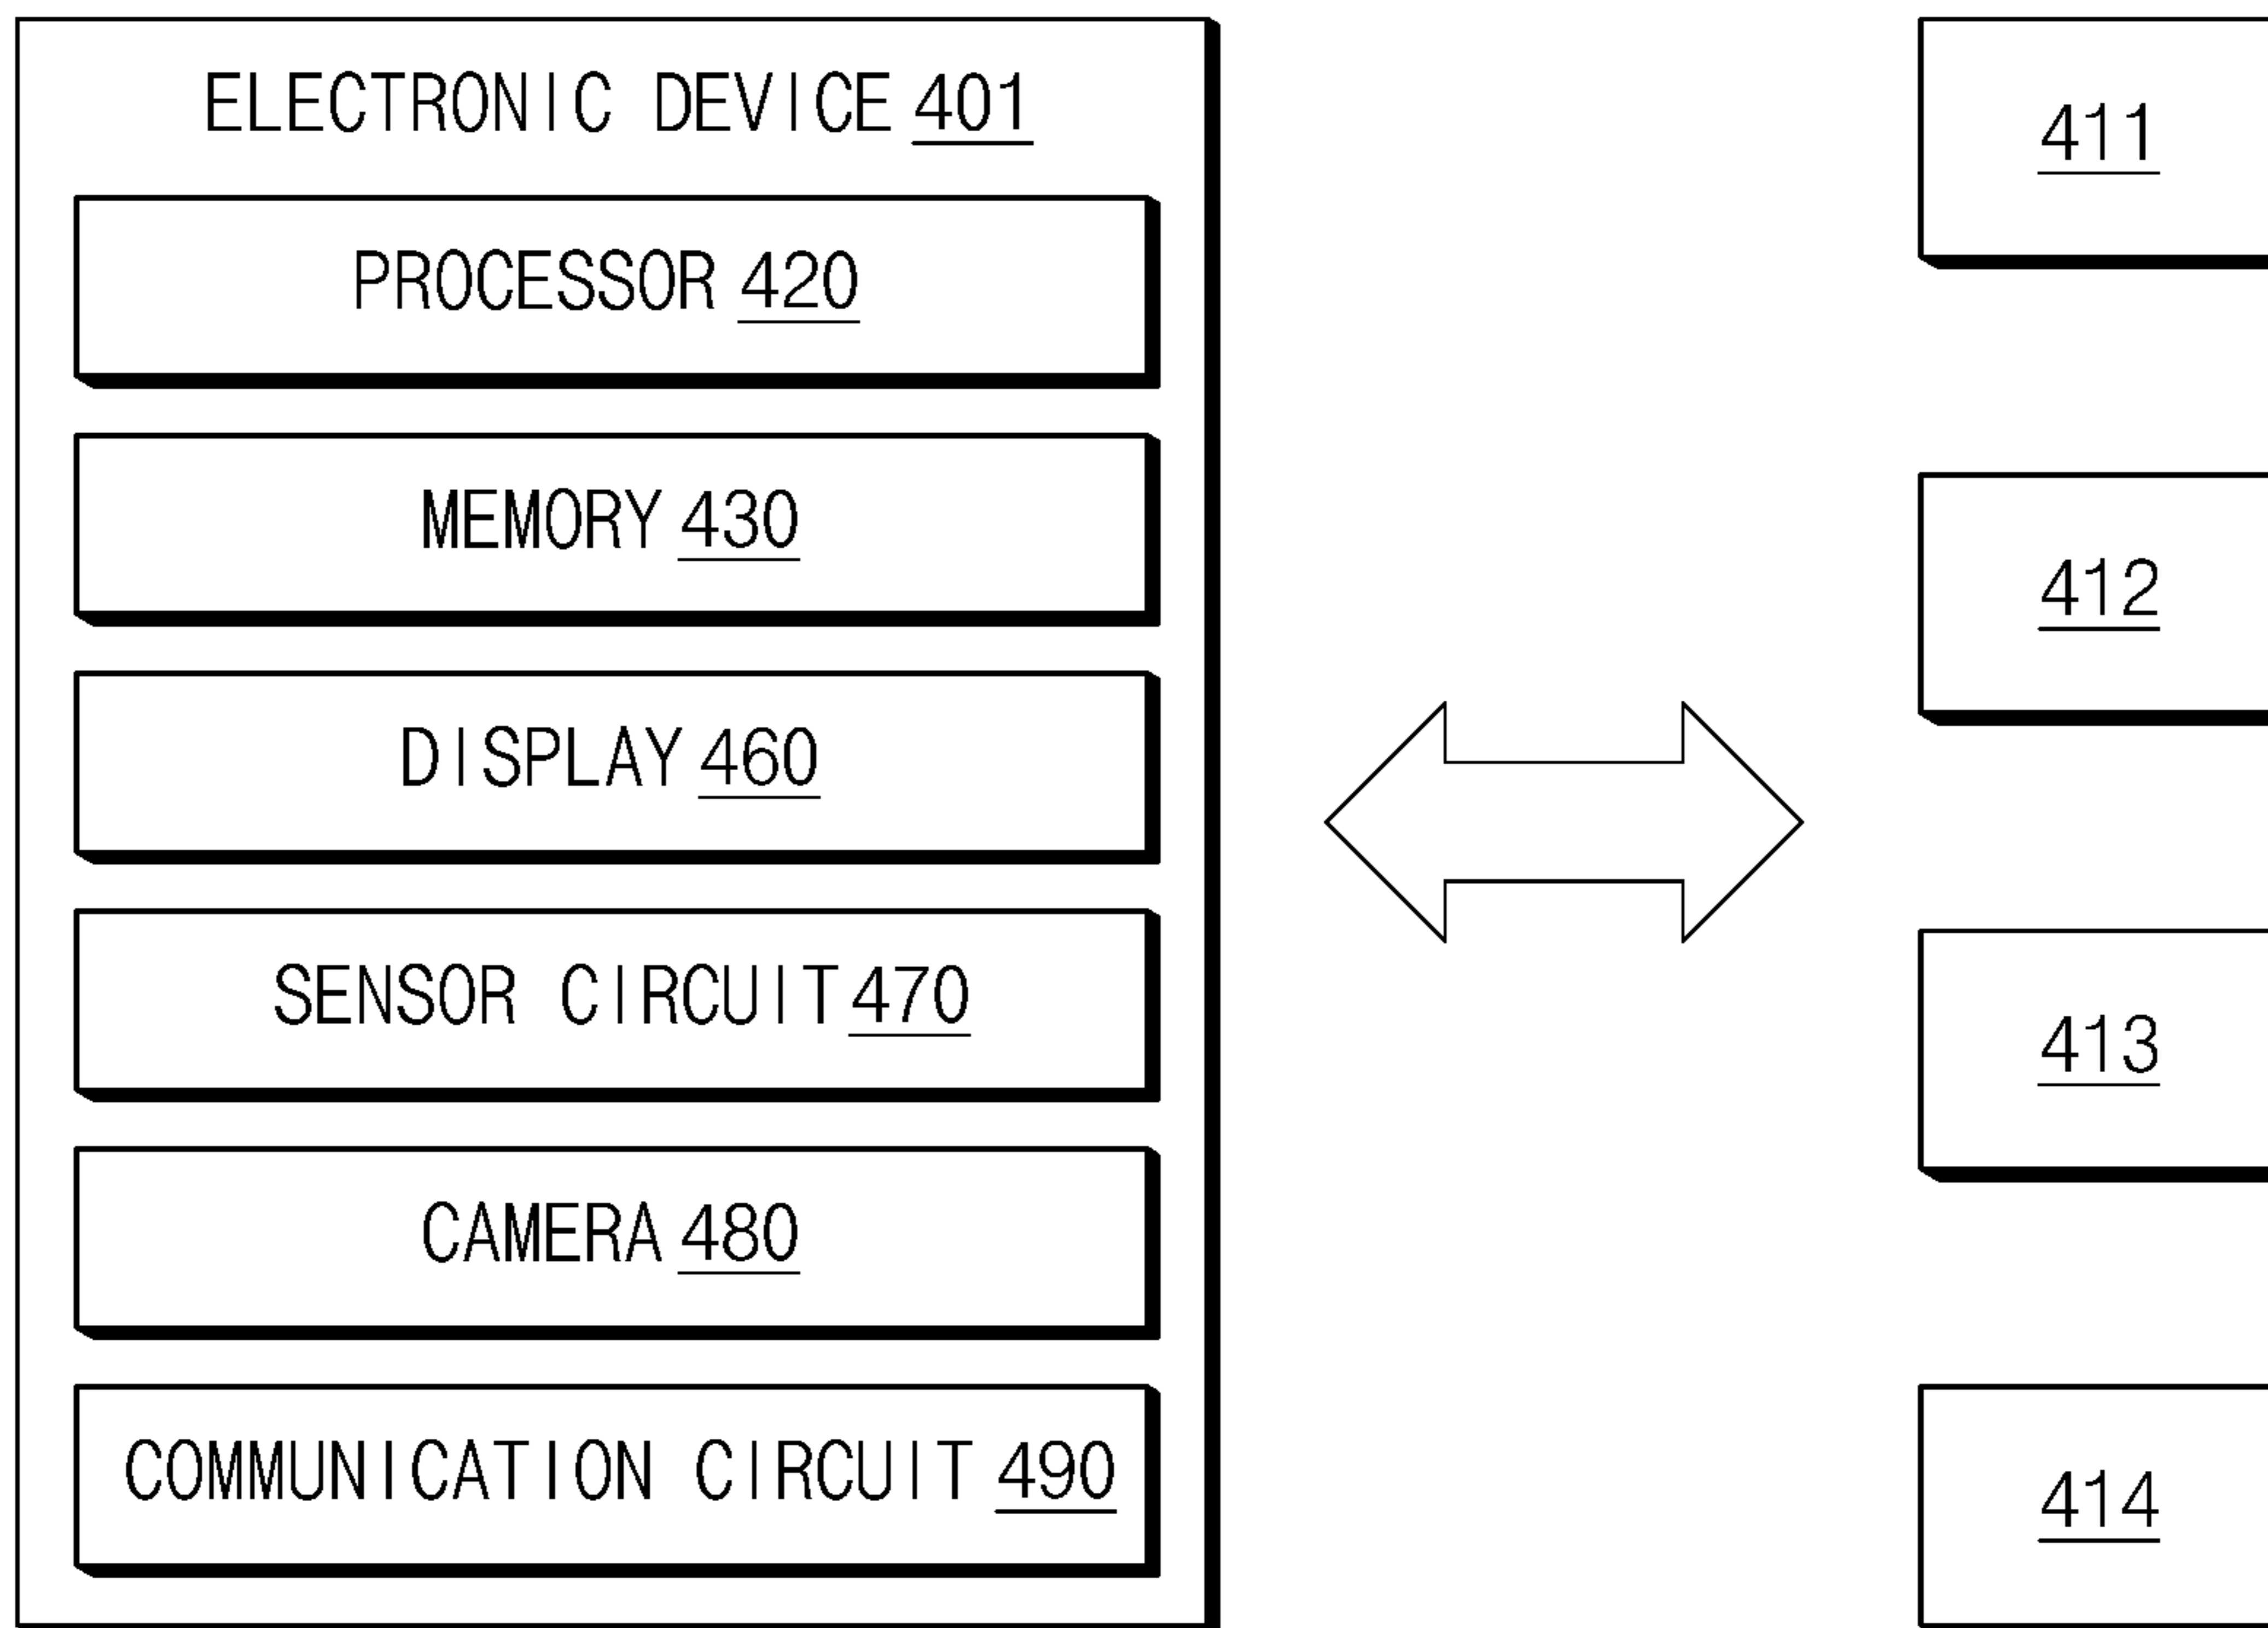 ELECTRONIC DEVICE 401
PROCESSOR 420
MEMORY 430
DISPLAY 460
SENSOR CIRCUIT 470
CAMERA 480
COMMUNICATION CIRCUIT 490
411
412
413
414